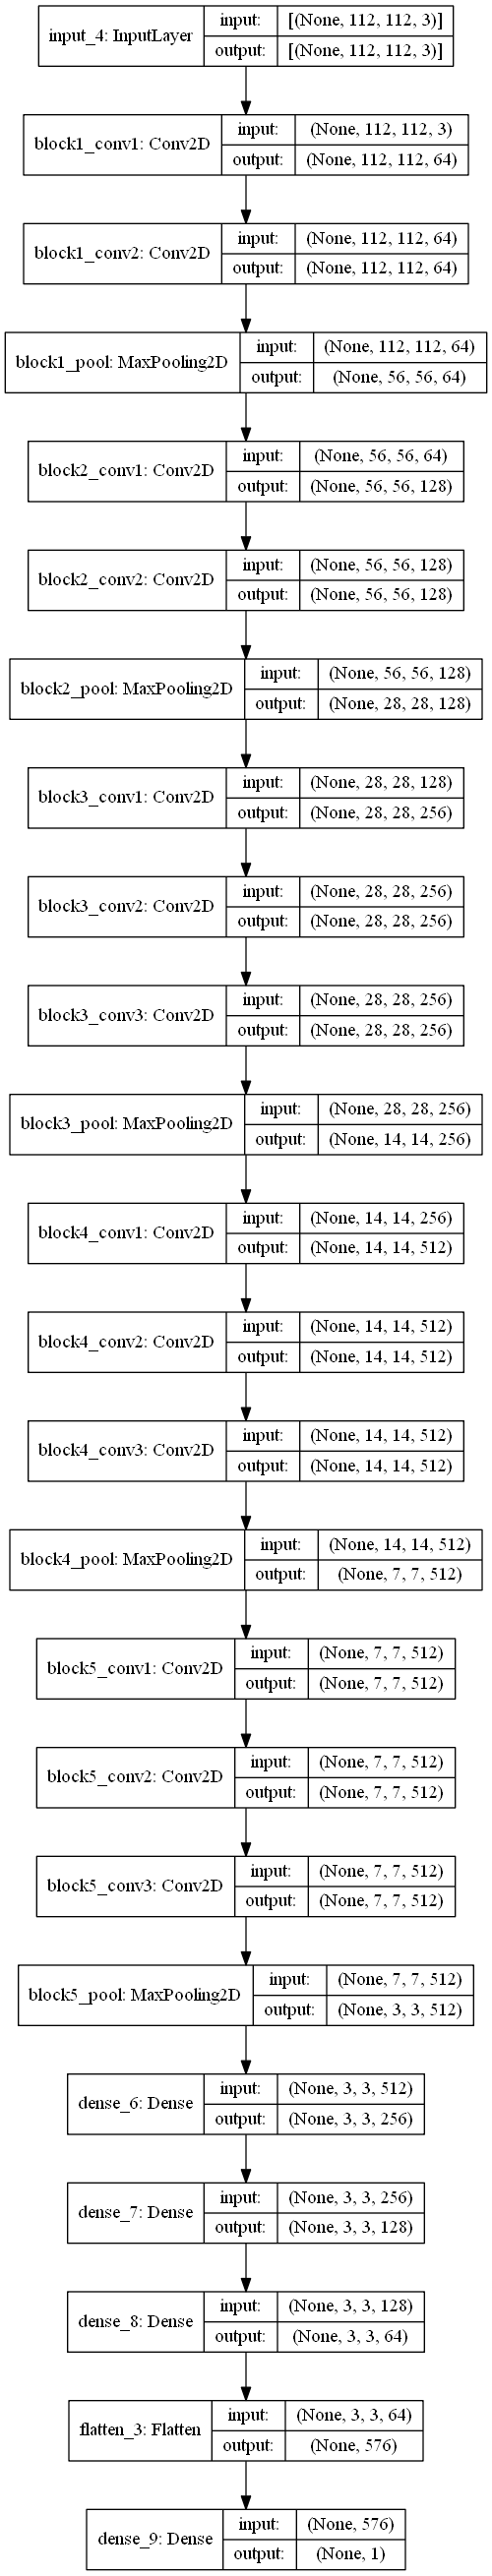 input_4: InputLayer
input: [(None, 112, 112, 3)]
output: [(None, 112, 112, 3)]
block1_conv1: Conv2D
input: (None, 112, 112, 3)
output: (None, 112, 112, 64)
block1_conv2: Conv2D
input: (None, 112, 112, 64)
output: (None, 112, 112, 64)
block1_pool: MaxPooling2D
input: (None, 112, 112, 64)
output: (None, 56, 56, 64)
block2_conv1: Conv2D
input: (None, 56, 56, 64)
output: (None, 56, 56, 128)
block2_conv2: Conv2D
input: (None, 56, 56, 128)
output: (None, 56, 56, 128)
block2_pool: MaxPooling2D
input: (None, 56, 56, 128)
output: (None, 28, 28, 128)
block3_conv1: Conv2D
input: (None, 28, 28, 128)
output: (None, 28, 28, 256)
block3_conv2: Conv2D
input: (None, 28, 28, 256)
output: (None, 28, 28, 256)
block3_conv3: Conv2D
input: (None, 28, 28, 256)
output: (None, 28, 28, 256)
block3_pool: MaxPooling2D
input: (None, 28, 28, 256)
output: (None, 14, 14, 256)
block4_conv1: Conv2D
input: (None, 14, 14, 256)
output: (None, 14, 14, 512)
block4_conv2: Conv2D
input: (None, 14, 14, 512)
output: (None, 14, 14, 512)
block4_conv3: Conv2D
input: (None, 14, 14, 512)
output: (None, 14, 14, 512)
block4_pool: MaxPooling2D
input: (None, 14, 14, 512)
output: (None, 7, 7, 512)
block5_conv1: Conv2D
input: (None, 7, 7, 512)
output: (None, 7, 7, 512)
block5_conv2: Conv2D
input: (None, 7, 7, 512)
output: (None, 7, 7, 512)
block5_conv3: Conv2D
input: (None, 7, 7, 512)
output: (None, 7, 7, 512)
block5_pool: MaxPooling2D
input: (None, 7, 7, 512)
output: (None, 3, 3, 512)
dense_6: Dense
input: (None, 3, 3, 512)
output: (None, 3, 3, 256)
dense_7: Dense
input: (None, 3, 3, 256)
output: (None, 3, 3, 128)
dense_8: Dense
input: (None, 3, 3, 128)
output: (None, 3, 3, 64)
flatten_3: Flatten
input: (None, 3, 3, 64)
output: (None, 576)
dense_9: Dense
input: (None, 576)
output: (None, 1)